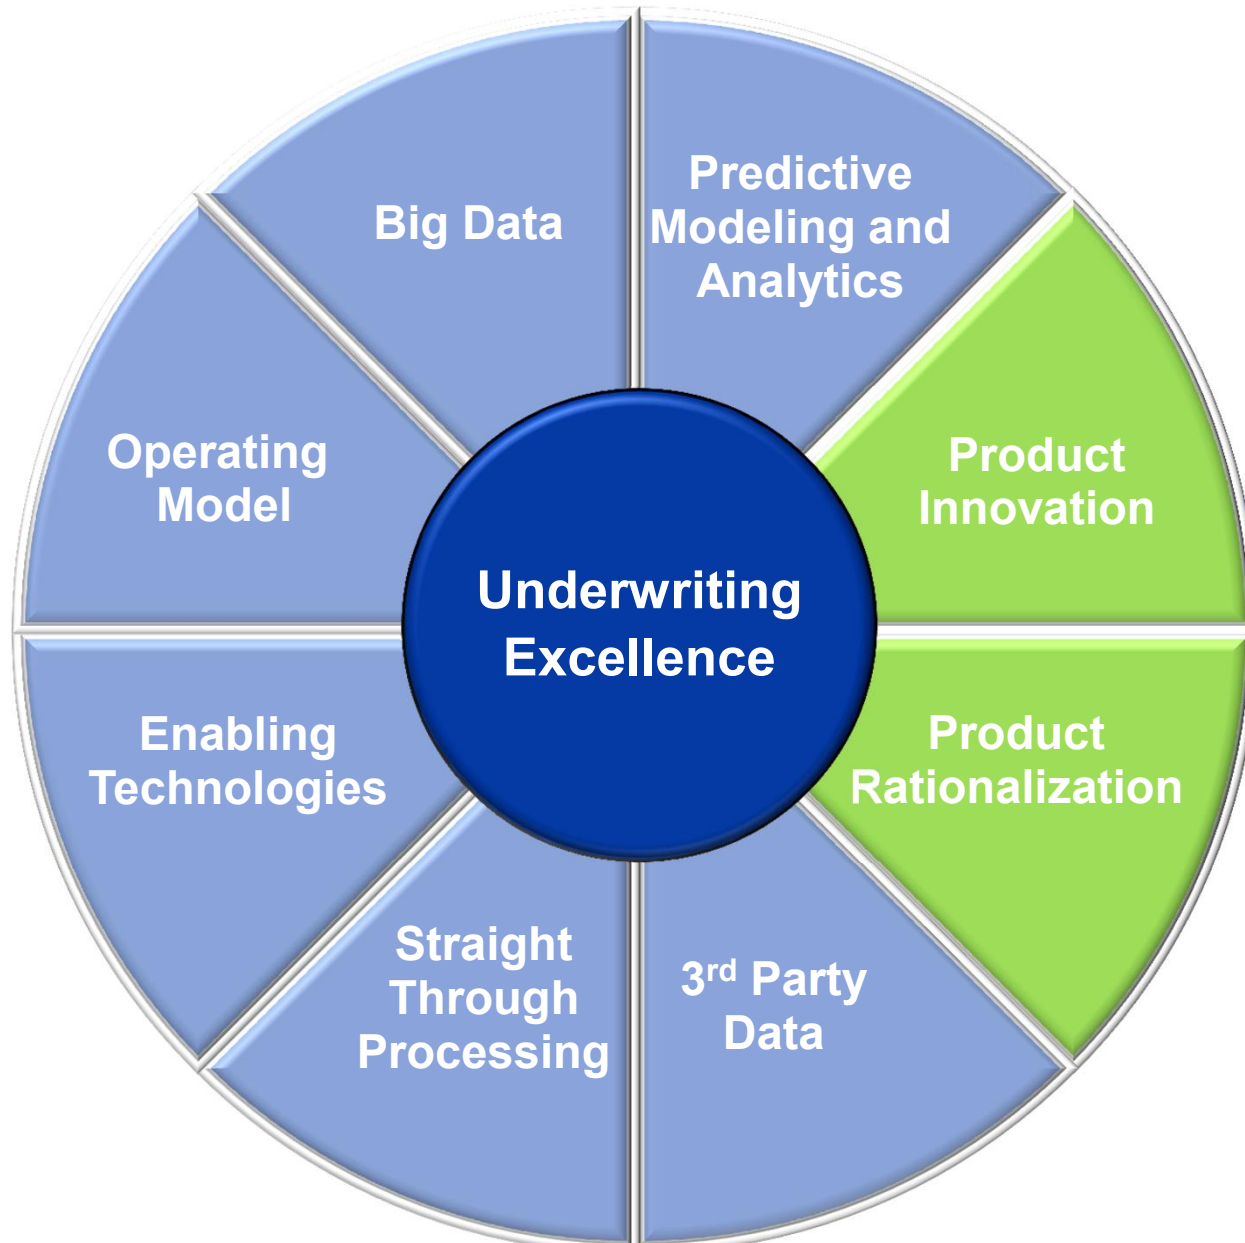 Big Data
Predictive
Modeling and
Analytics
Operating
Model
Product
Innovation
Underwriting
Excellence
Enabling
Technologies
Product
Rationalization
Straight
Through
Processing
3rd Party
Data